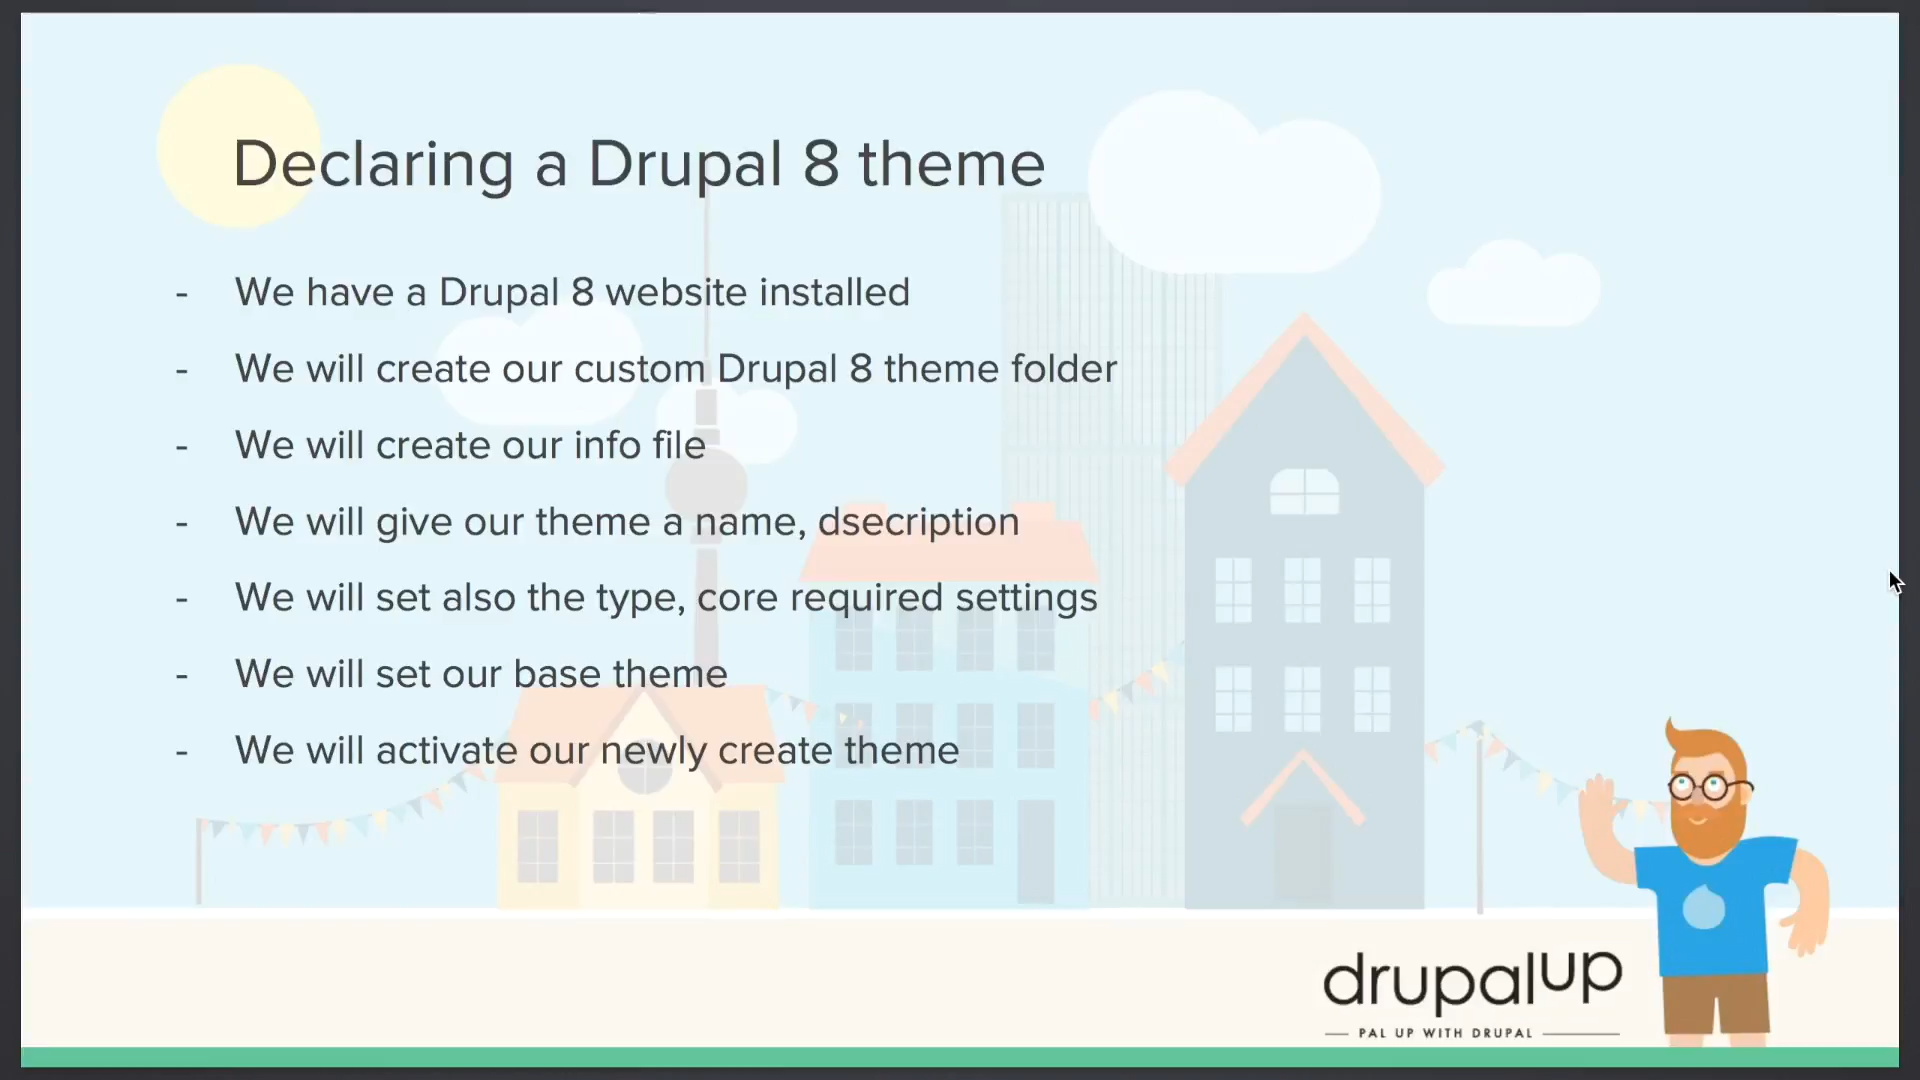 Declaring a Drupal 8 theme
- We have a Drupal 8 website installed
- We will create our custom Drupal 8 theme folder
- We will create our info file
- We will give our theme a name, dsecription
- We will set also the type, core required settings
- We will set our base theme
- We will activate our newly create theme
drupalup
PAL UP WITH DRUPAL